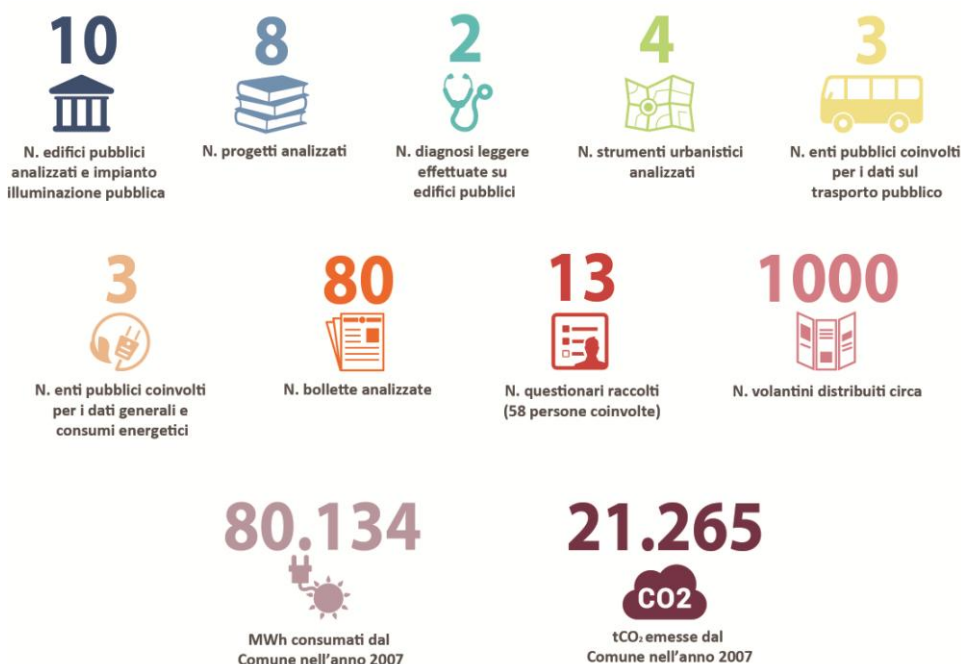 10
N. edifici pubblici
analizzati e impianto
illuminazione pubblica
8
N. progetti analizzati
2
N. diagnosi leggere
effettuate su
edifici pubblici
4
N. strumenti urbanistici
analizzati
3
N. enti pubblici coinvolti
per i dati sul
trasporto pubblico
3
N. enti pubblici coinvolti
per i dati generali e
consumi energetici
80
N. bollette analizzate
13
N. questionari raccolti
(58 persone coinvolte)
1000
N. volantini distribuiti circa
80.134
MWh consumati dal
Comune nell'anno 2007
21.265
CO2
tCO₂ emesse dal
Comune nell'anno 2007